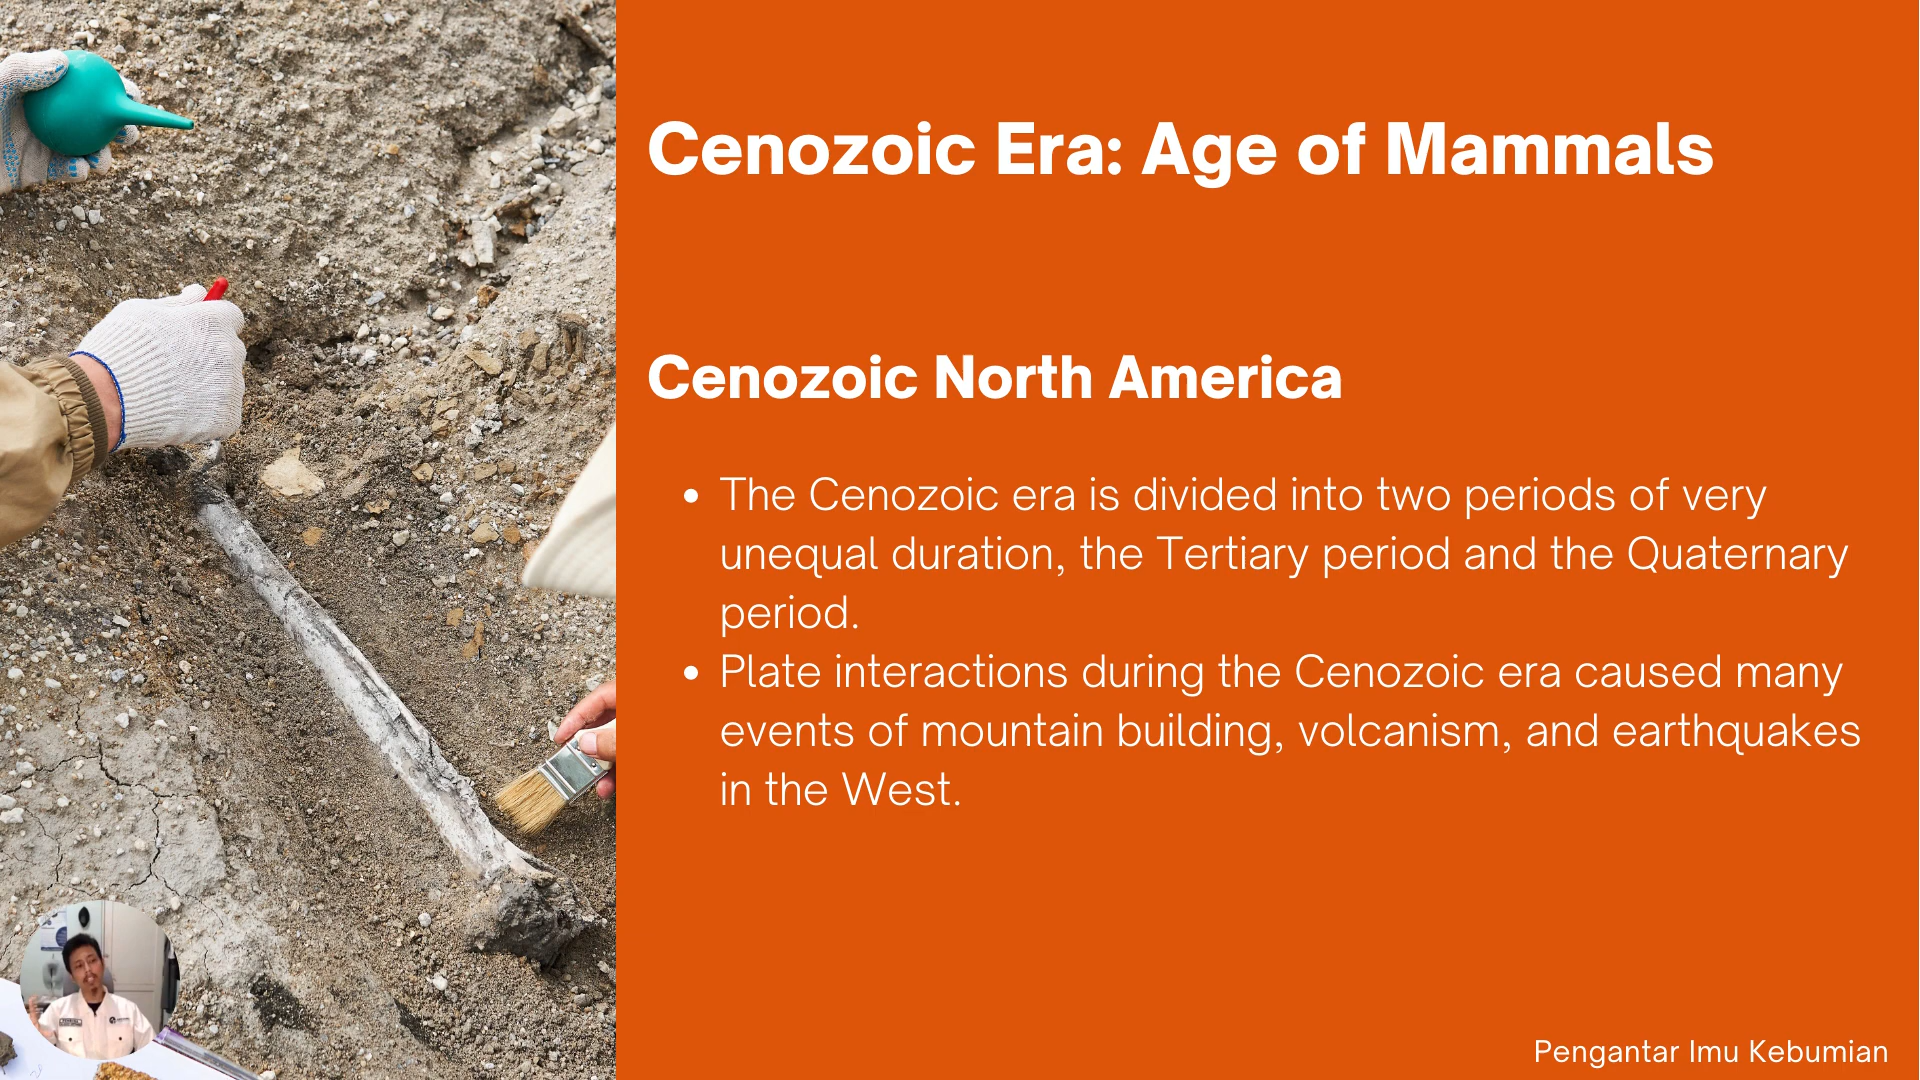 Cenozoic Era: Age of Mammals
Cenozoic North America
• The Cenozoic era is divided into two periods of very
unequal duration, the Tertiary period and the Quaternary
period.
• Plate interactions during the Cenozoic era caused many
events of mountain building, volcanism, and earthquakes
in the West.
Pengantar Imu Kebumian